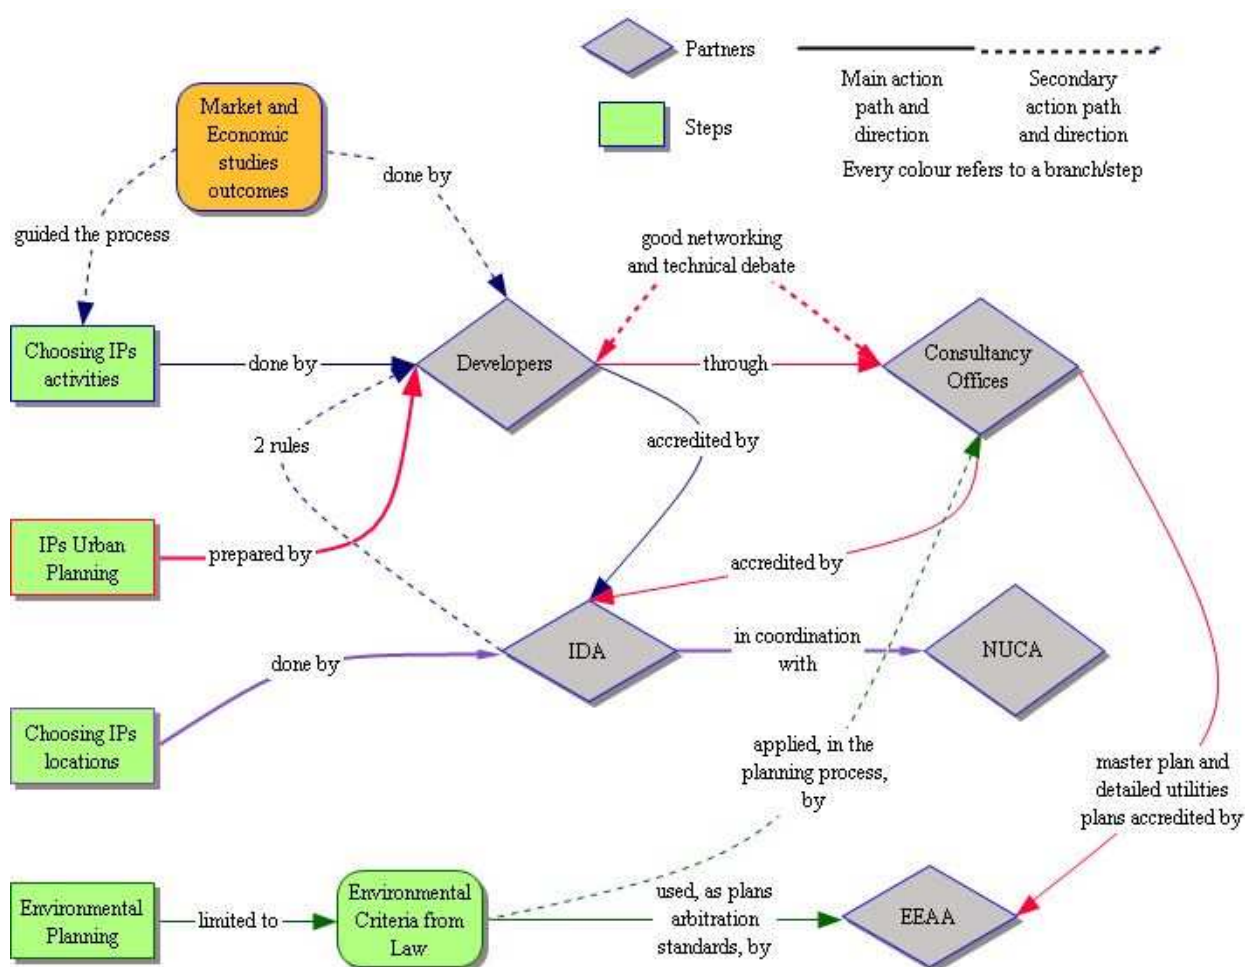 Partners
Steps
Main action
path and
direction
Secondary
action path
and direction
Every colour refers to a branch/step
Market and
Economic
studies
outcomes
done by
guided the process
good networking
and technical debate
Choosing IPs
activities
done by
Developers
through
Consultancy
Offices
2 rules
accredited by
IPs Urban
Planning
prepared by
accredited by
done by
IDA
in coordination
with
NUCA
Choosing IPs
locations
applied, in the
planning process,
by
master plan and
detailed utilities
plans accredited by
Environmental
Planning
limited to
Environmental
Criteria from
Law
used, as plans
arbitration
standards, by
EEAA